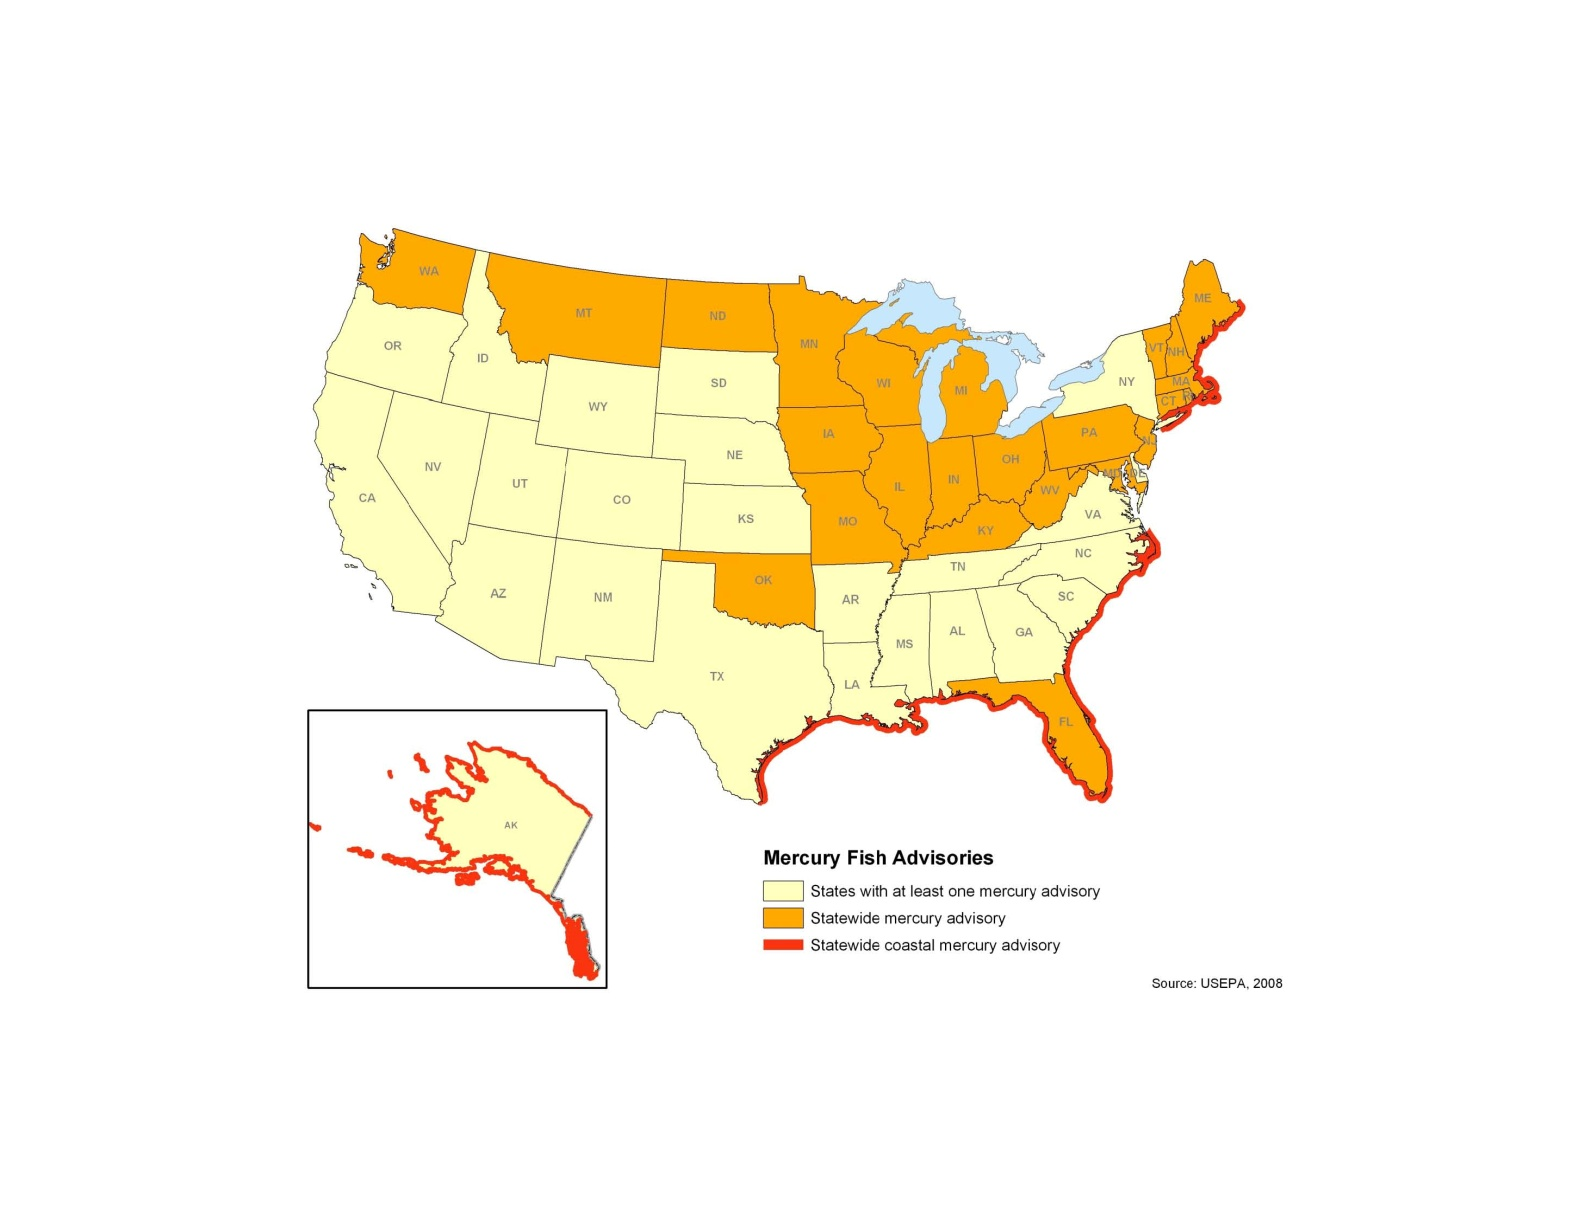 WA
MT
ND
MN
ME
OR
ID
SD
WI
MI
VT
NH
NY
MA
WY
CT
R
IA
PA
NJ
NE
NV
UT
CO
CA
IL
IN
OH
WV
MD
DE
KS
MO
KY
VA
NC
TN
AZ
NM
OK
AR
SC
MS
AL
GA
TX
LA
FL
AK
Mercury Fish Advisories
States with at least one mercury advisory
Statewide mercury advisory
Statewide coastal mercury advisory
Source: USEPA, 2008